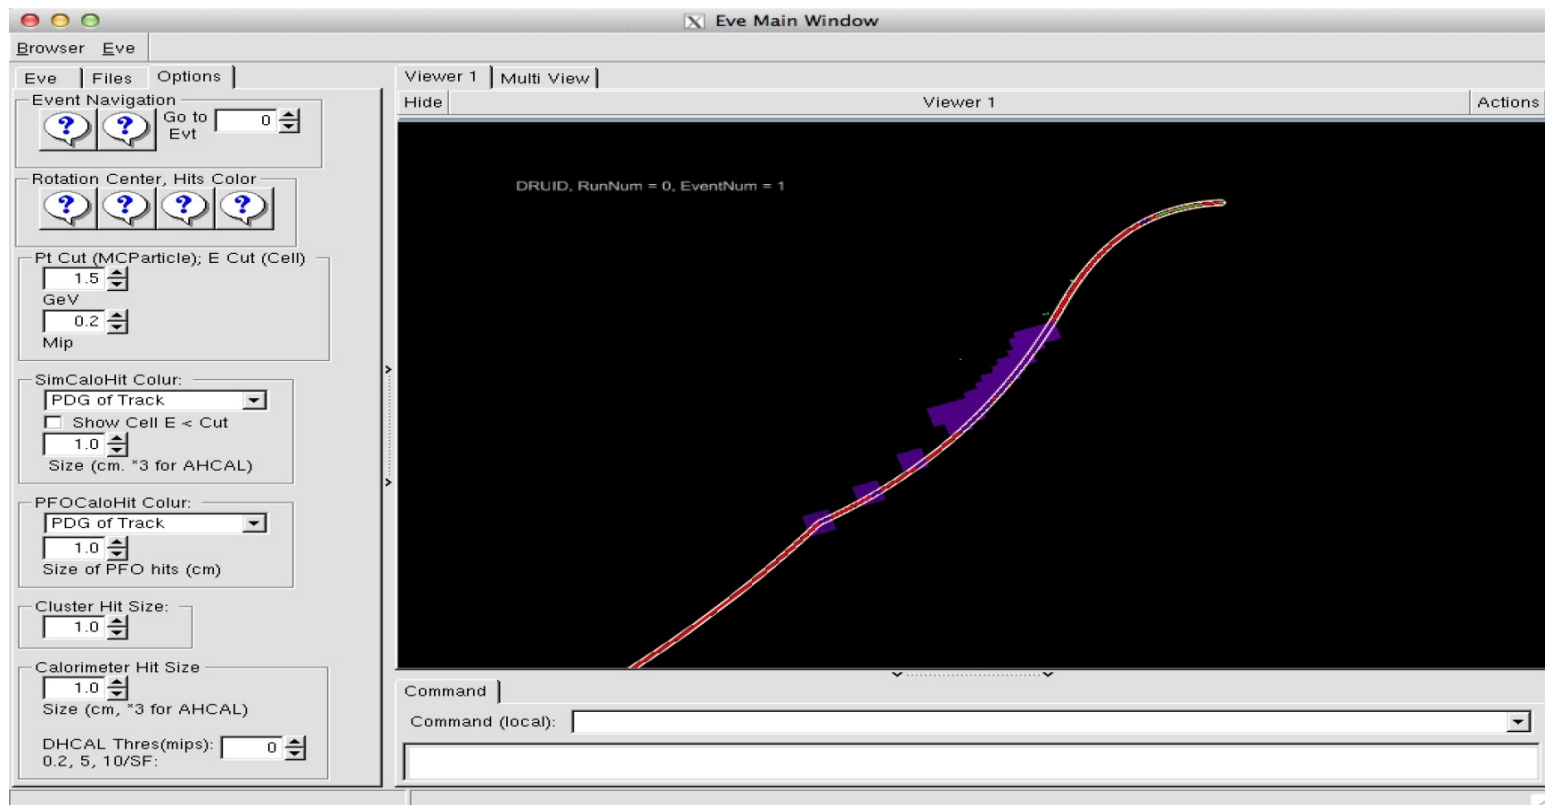 Eve Main Window
Browser Eve
Eve Files Options
Event Navigation
Go to Evt 0
Rotation Center, Hits Color
Pt Cut (MCParticle); E Cut (Cell)
1.5
GeV
0.2
Mip
SimCaloHit Colur:
PDG of Track
Show Cell E < Cut
1.0
Size (cm. *3 for AHCAL)
PFOCaloHit Colur:
PDG of Track
1.0
Size of PFO hits (cm)
Cluster Hit Size:
1.0
Calorimeter Hit Size
1.0
Size (cm, *3 for AHCAL)
DHCAL Thres(mips): 0
0.2, 5, 10/SF:
Viewer 1 Multi View
Hide Viewer 1 Actions
DRUID, RunNum = 0, EventNum = 1
Command
Command (local):